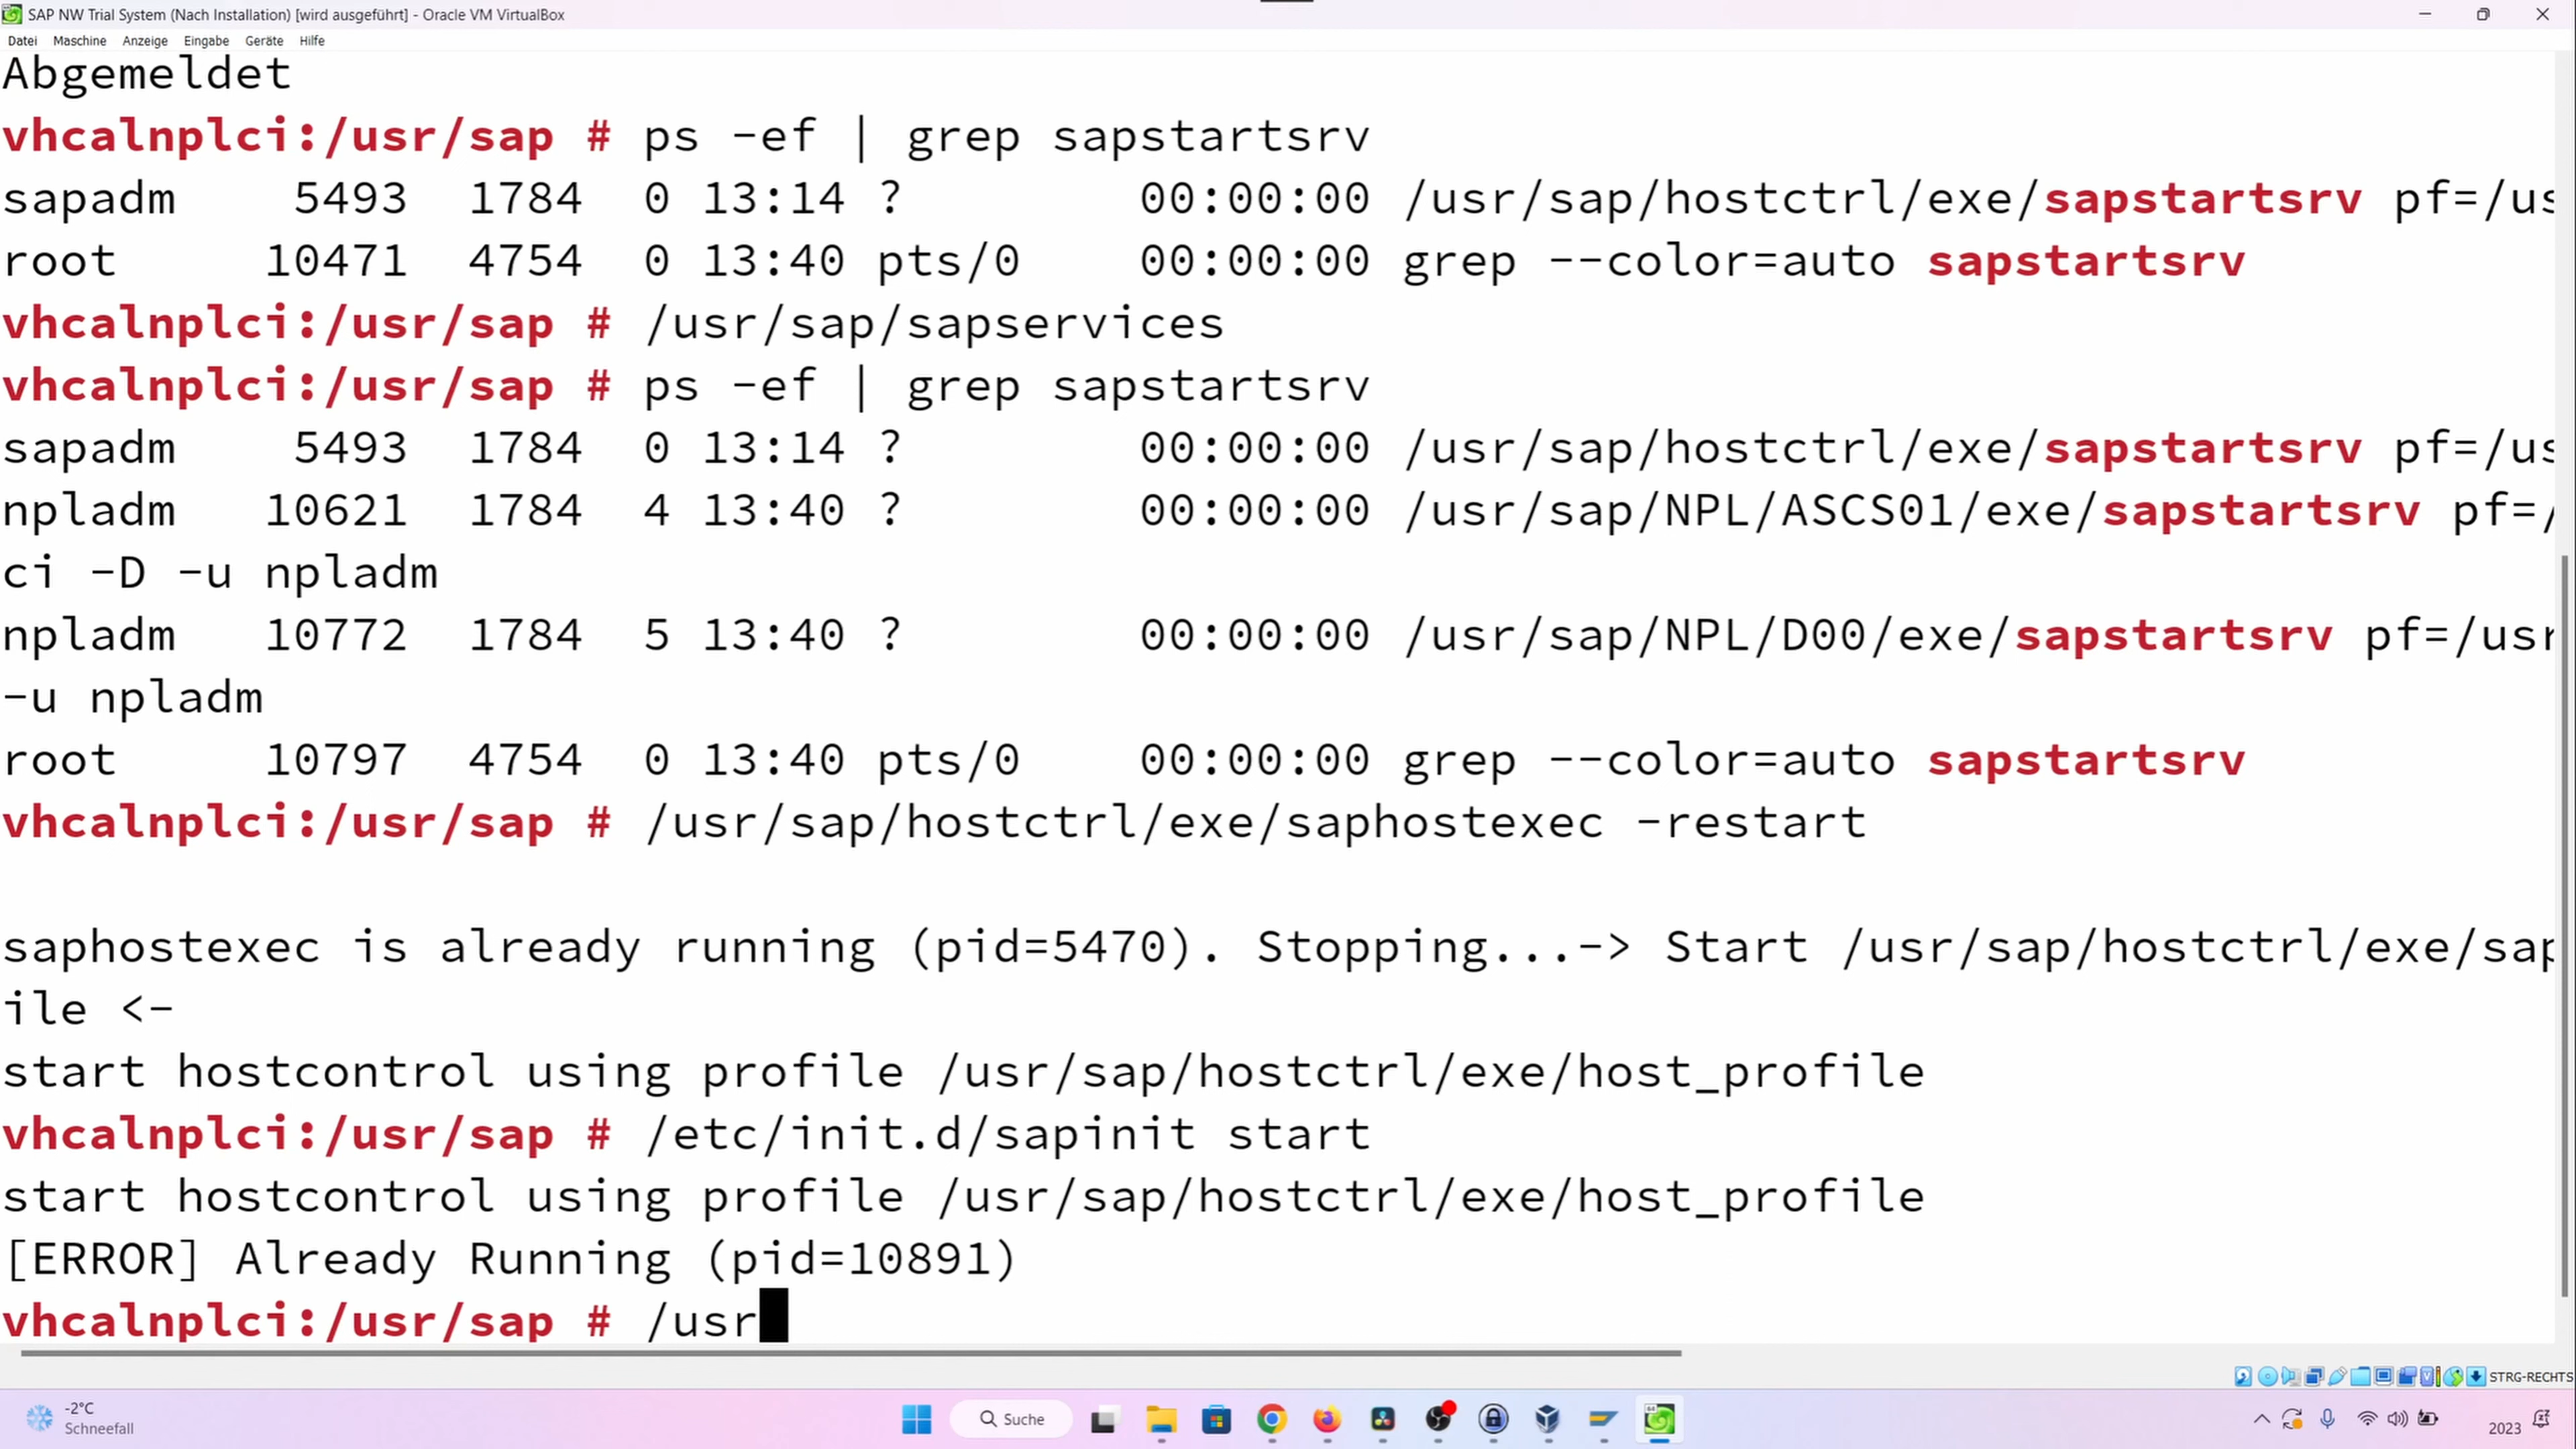 SAP NW Trial System (Nach Installation) [wird ausgeführt] - Oracle VM VirtualBox
Datei Maschine Anzeige Eingabe Geräte Hilfe
Abgemeldet
vhcalnplci:/usr/sap # ps -ef | grep sapstartsrv
sapadm 5493 1784 0 13:14 ? 00:00:00 /usr/sap/hostctrl/exe/sapstartsrv pf=/us
root 10471 4754 0 13:40 pts/0 00:00:00 grep --color=auto sapstartsrv
vhcalnplci:/usr/sap # /usr/sap/sapservices
vhcalnplci:/usr/sap # ps -ef | grep sapstartsrv
sapadm 5493 1784 0 13:14 ? 00:00:00 /usr/sap/hostctrl/exe/sapstartsrv pf=/us
npladm 10621 1784 4 13:40 ? 00:00:00 /usr/sap/NPL/ASCS01/exe/sapstartsrv pf=/
ci -D -u npladm
npladm 10772 1784 5 13:40 ? 00:00:00 /usr/sap/NPL/D00/exe/sapstartsrv pf=/usr
-u npladm
root 10797 4754 0 13:40 pts/0 00:00:00 grep --color=auto sapstartsrv
vhcalnplci:/usr/sap # /usr/sap/hostctrl/exe/saphostexec -restart
saphostexec is already running (pid=5470). Stopping...-> Start /usr/sap/hostctrl/exe/sap
ile <-
start hostcontrol using profile /usr/sap/hostctrl/exe/host_profile
vhcalnplci:/usr/sap # /etc/init.d/sapinit start
start hostcontrol using profile /usr/sap/hostctrl/exe/host_profile
[ERROR] Already Running (pid=10891)
vhcalnplci:/usr/sap # /usr
STRG-RECHTS
-2°C
Schneefall
Suche
2023